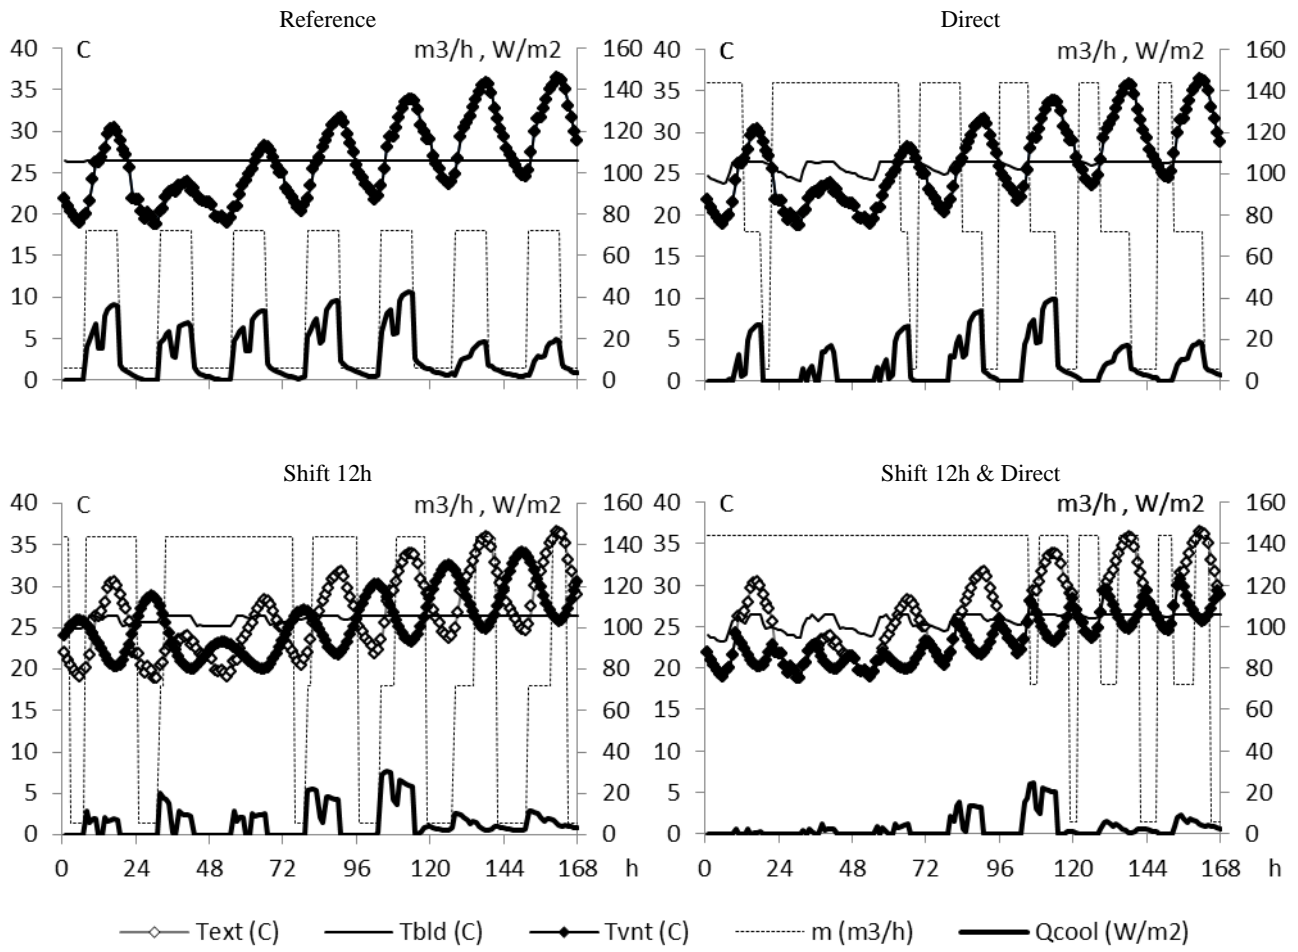 Reference
Direct
40 C m3/h , W/m2 160
40 C m3/h , W/m2 160
35 140
35 140
30 120
30 120
25 100
25 100
20 80
20 80
15 60
15 60
10 40
10 40
5 20
5 20
0 0
0 0
Shift 12h
Shift 12h & Direct
40 C m3/h , W/m2 160
40 C m3/h , W/m2 160
35 140
35 140
30 120
30 120
25 100
25 100
20 80
20 80
15 60
15 60
10 40
10 40
5 20
5 20
0 0
0 0
0 24 48 72 96 120 144 168 h
0 24 48 72 96 120 144 168 h
Text (C) Tbld (C) Tvnt (C) m (m3/h) Qcool (W/m2)